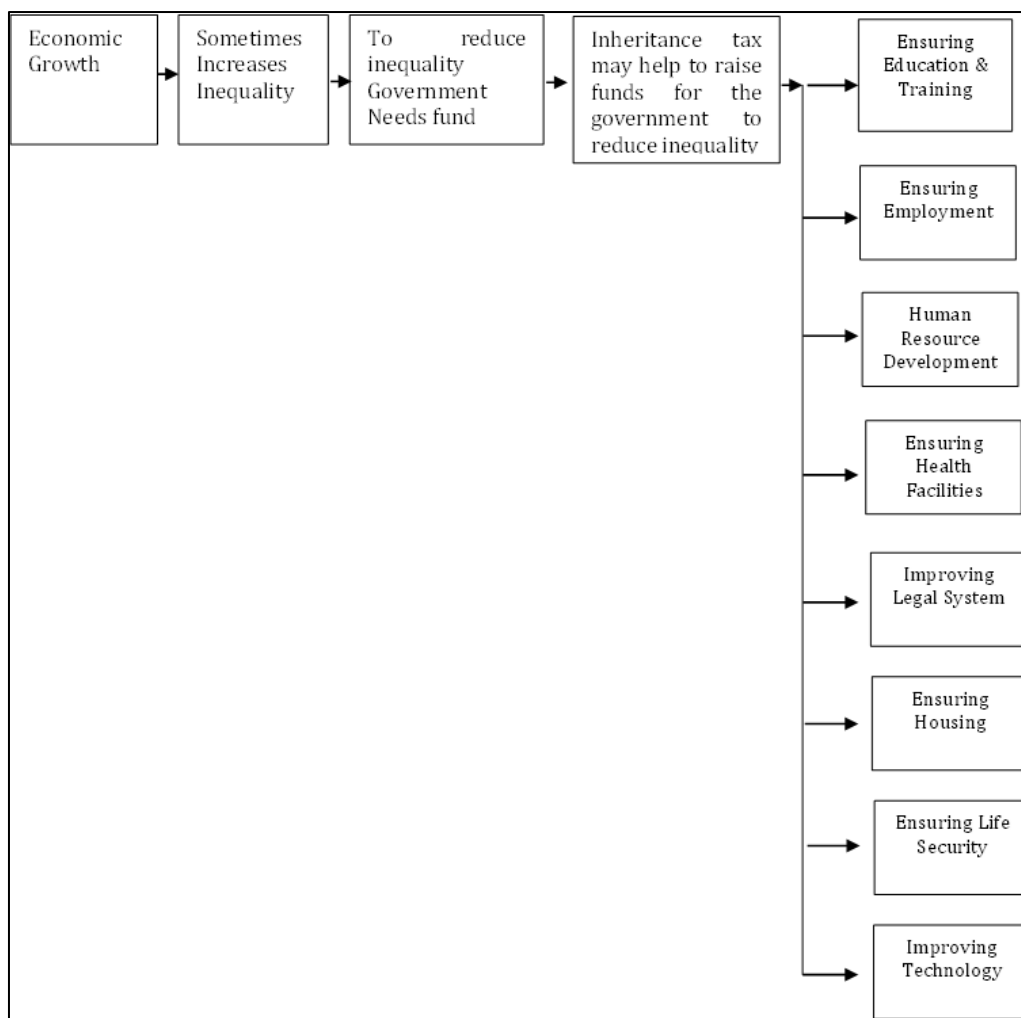 Economic
Growth
Sometimes
Increases
Inequality
To reduce
inequality
Government
Needs fund
Inheritance tax
may help to raise
funds for the
government to
reduce inequality
Ensuring
Education &
Training
Ensuring
Employment
Human
Resource
Development
Ensuring
Health
Facilities
Improving
Legal System
Ensuring
Housing
Ensuring Life
Security
Improving
Technology